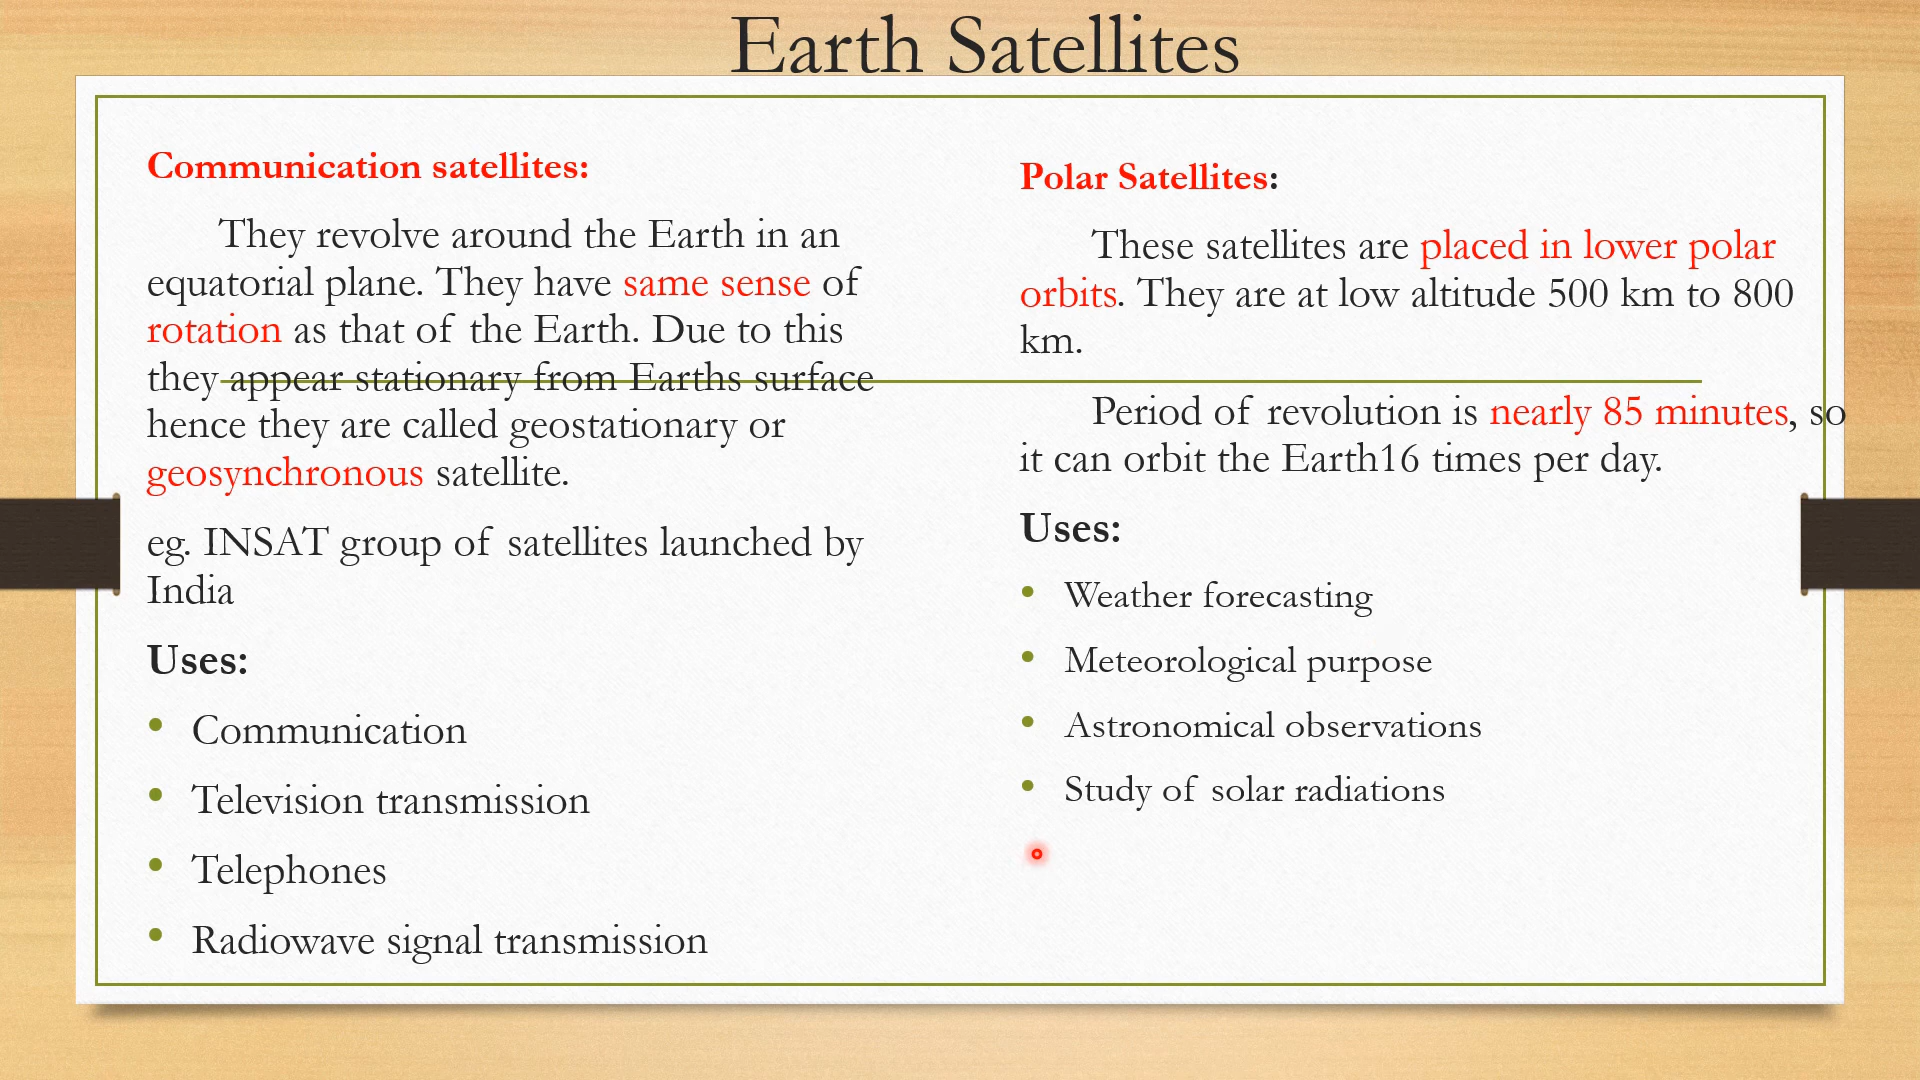 Earth Satellites
Communication satellites:
They revolve around the Earth in an
equatorial plane. They have same sense of
rotation as that of the Earth. Due to this
they appear stationary from Earths surface
hence they are called geostationary or
geosynchronous satellite.
eg. INSAT group of satellites launched by
India
Uses:
• Communication
• Television transmission
• Telephones
• Radiowave signal transmission
Polar Satellites:
These satellites are placed in lower polar
orbits. They are at low altitude 500 km to 800
km.
Period of revolution is nearly 85 minutes, so
it can orbit the Earth16 times per day.
Uses:
• Weather forecasting
• Meteorological purpose
• Astronomical observations
• Study of solar radiations